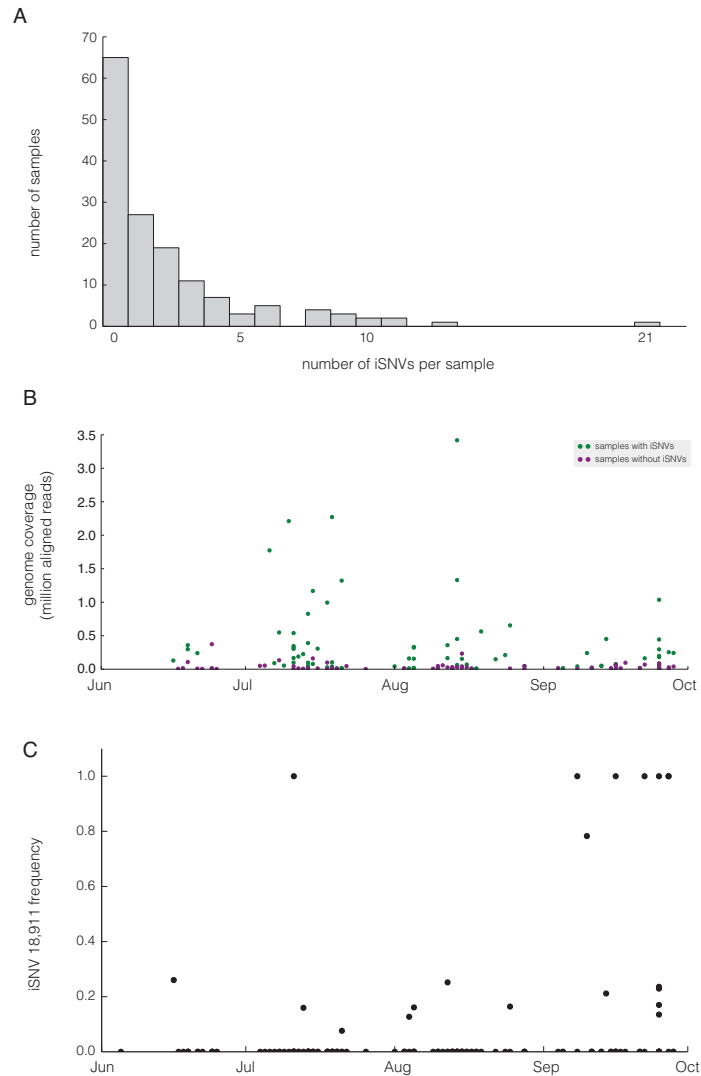 A
70
60
50
40
30
20
10
0
number of samples
0 5 10 21
number of iSNVs per sample
B
3.5
3.0
2.5
2.0
1.5
1.0
0.5
0.0
genome coverage
(million aligned reads)
samples with iSNVs
samples without iSNVs
Jun Jul Aug Sep Oct
C
1.0
0.8
0.6
0.4
0.2
0.0
iSNV 18,911 frequency
Jun Jul Aug Sep Oct